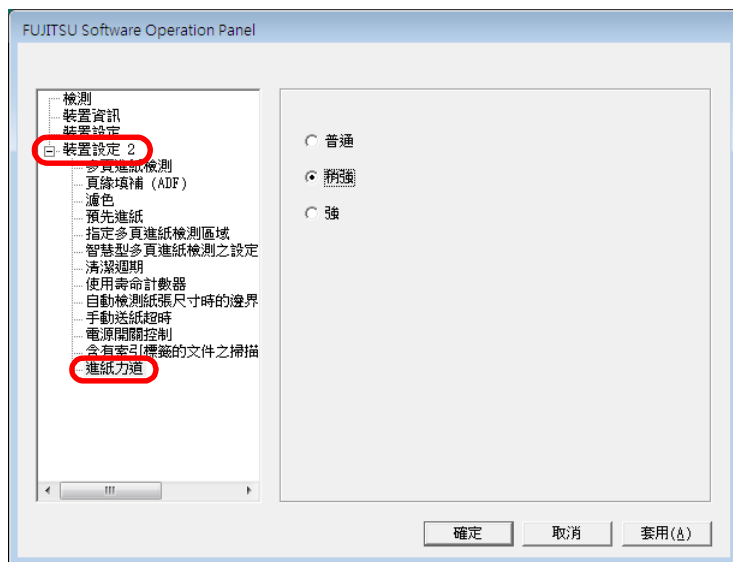 FUJITSU Software Operation Panel
檢測
裝置資訊
裝置設定
裝置設定 2
多頁進紙檢測
頁緣填補 (ADF)
濾色
預先進紙
指定多頁進紙檢測區域
智慧型多頁進紙檢測之設定
清潔週期
使用壽命計數器
自動檢測紙張尺寸時的邊界
手動送紙超時
電源開關控制
含有索引標籤的文件之掃描
進紙力道
普通
稍強
強
確定
取消
套用(A)